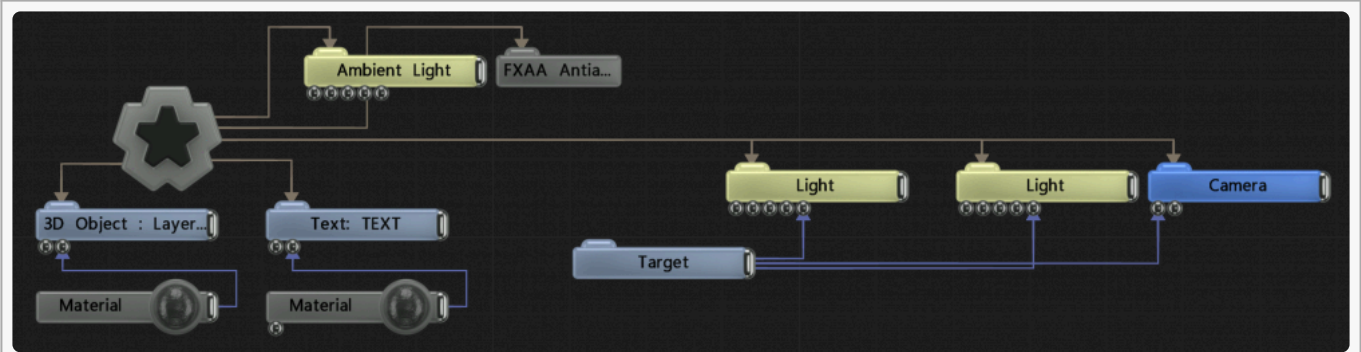 Ambient Light
FXAA Antia...
Light
Light
Camera
3D Object : Layer...
Text: TEXT
Target
Material
Material